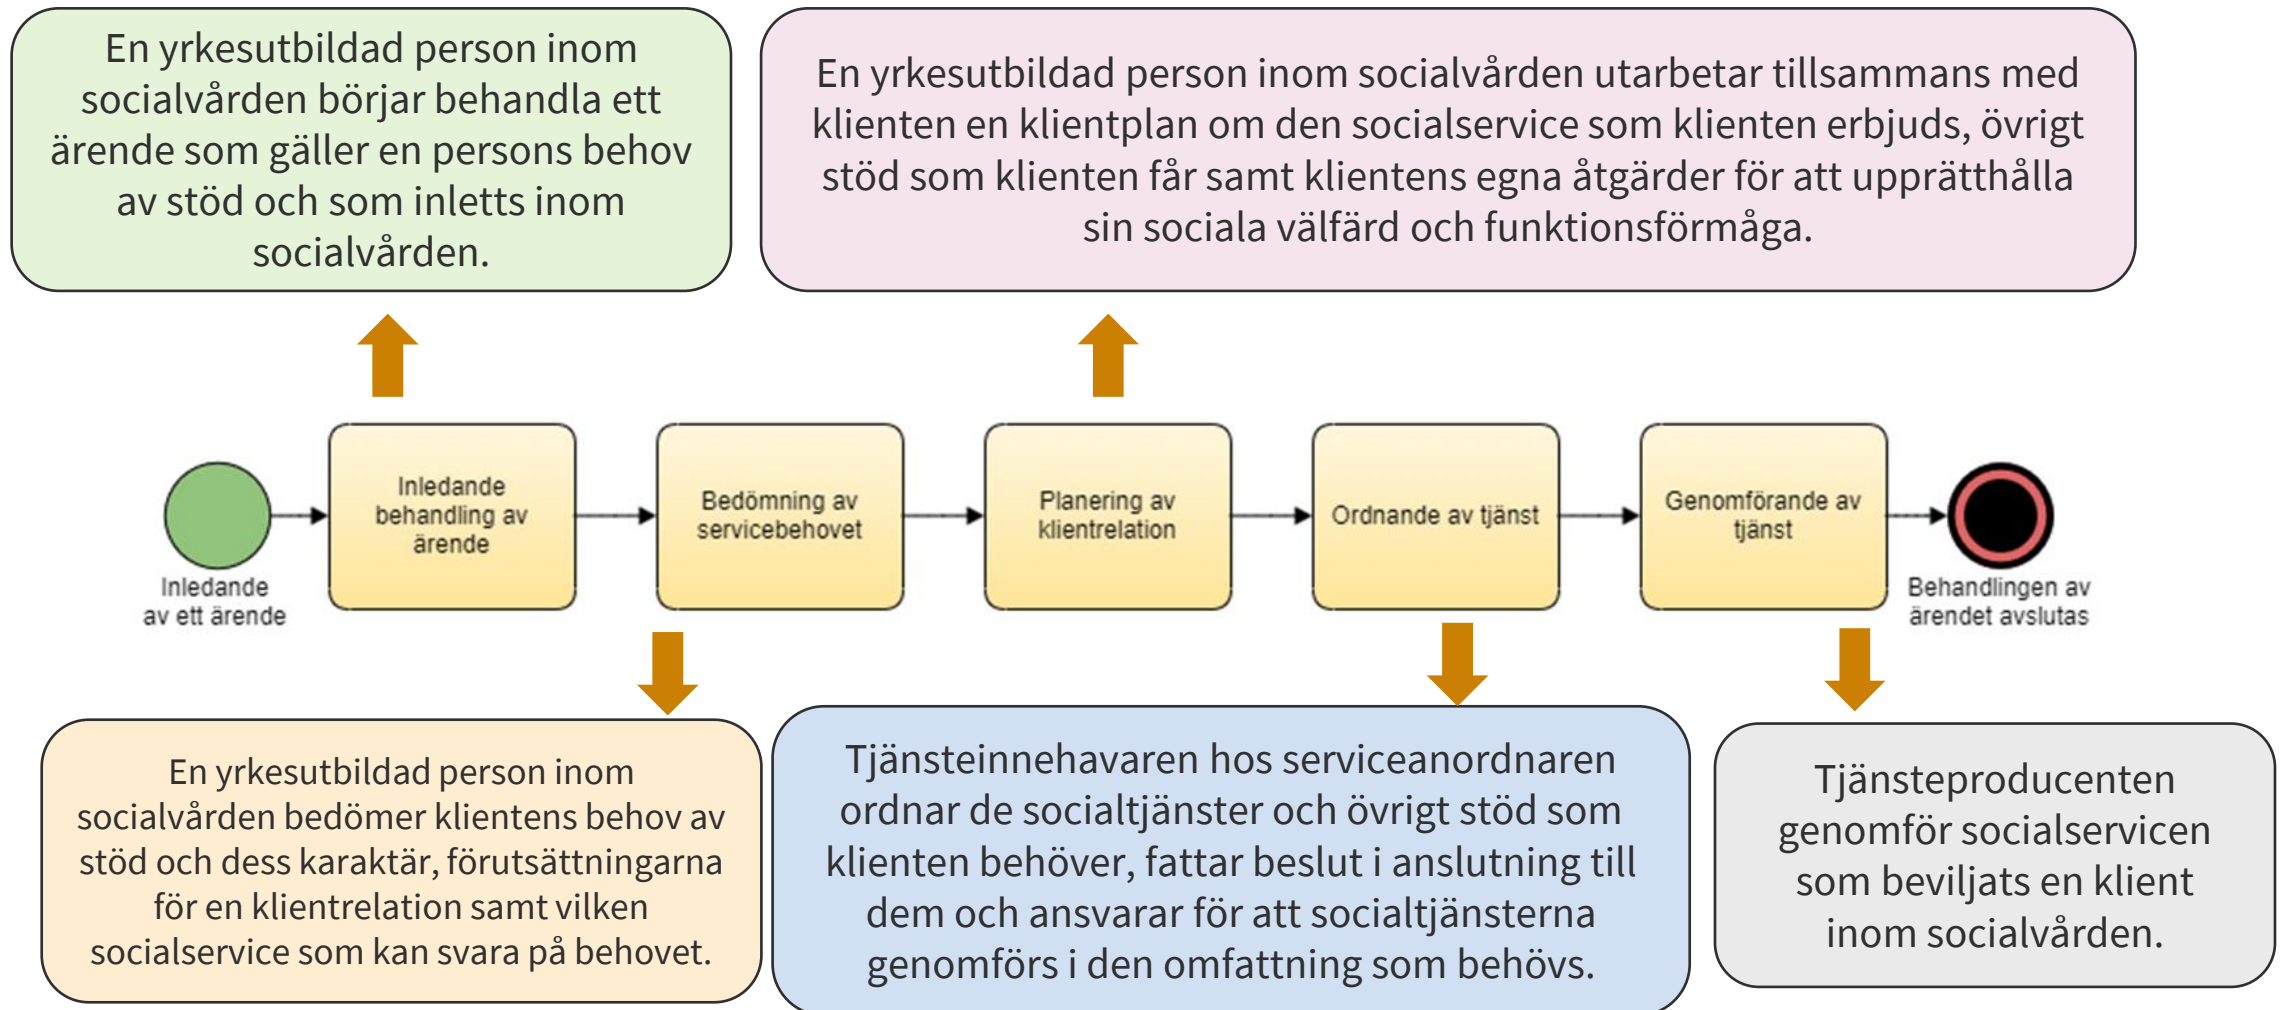 En yrkesutbildad person inom
socialvården börjar behandla ett
ärende som gäller en persons behov
av stöd och som inletts inom
socialvården.
En yrkesutbildad person inom socialvården utarbetar tillsammans med
klienten en klientplan om den socialservice som klienten erbjuds, övrigt
stöd som klienten får samt klientens egna åtgärder för att upprätthålla
sin sociala välfärd och funktionsförmåga.
Inledande
av ett ärende
Inledande
behandling av
ärende
Bedömning av
servicebehovet
Planering av
klientrelation
Ordnande av tjänst
Genomförande av
tjänst
Behandlingen av
ärendet avslutas
En yrkesutbildad person inom
socialvården bedömer klientens behov av
stöd och dess karaktär, förutsättningarna
för en klientrelation samt vilken
socialservice som kan svara på behovet.
Tjänsteinnehavaren hos serviceanordnaren
ordnar de socialtjänster och övrigt stöd som
klienten behöver, fattar beslut i anslutning till
dem och ansvarar för att socialtjänsterna
genomförs i den omfattning som behövs.
Tjänsteproducenten
genomför socialservicen
som beviljats en klient
inom socialvården.